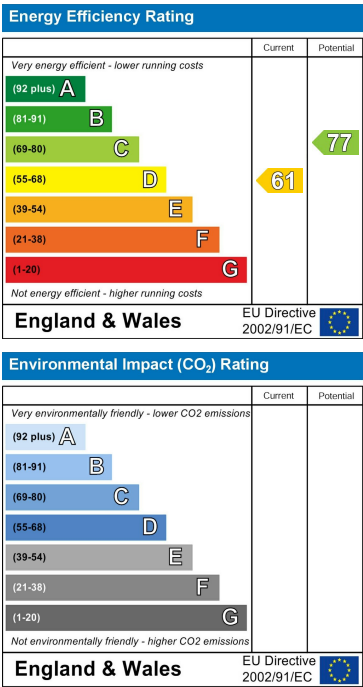 Energy Efficiency Rating
Current Potential
Very energy efficient - lower running costs
(92 plus) A
(81-91) B
(69-80) C
(55-68) D
(39-54) E
(21-38) F
(1-20) G
61
77
Not energy efficient - higher running costs
England & Wales
EU Directive
2002/91/EC
Environmental Impact (CO₂) Rating
Current Potential
Very environmentally friendly - lower CO2 emissions
(92 plus) A
(81-91) B
(69-80) C
(55-68) D
(39-54) E
(21-38) F
(1-20) G
Not environmentally friendly - higher CO2 emissions
England & Wales
EU Directive
2002/91/EC